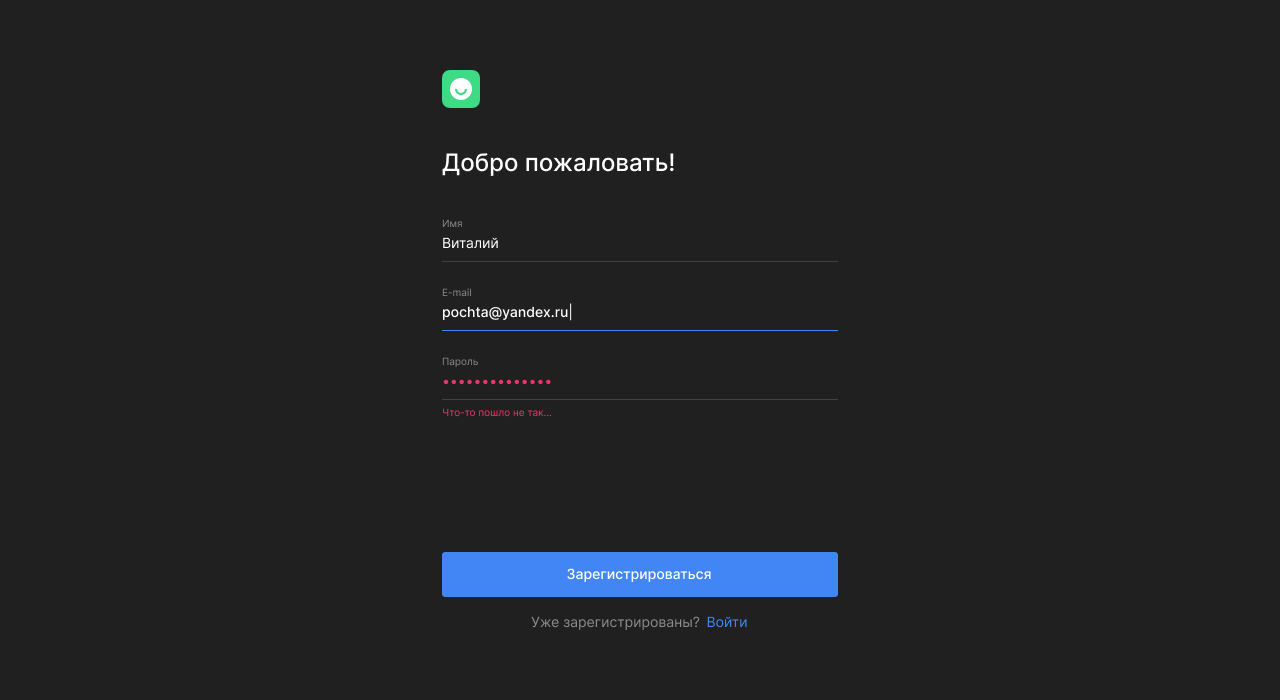 Добро пожаловать!
Имя
Виталий
E-mail
pochta@yandex.ru
Пароль
••••••••••••••
Что-то пошло не так...
Зарегистрироваться
Уже зарегистрированы? Войти